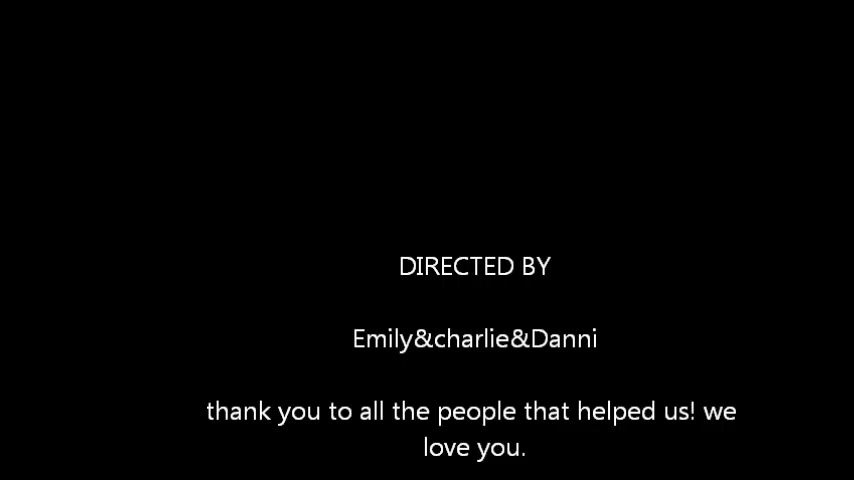 DIRECTED BY
Emily&charlie&Danni
thank you to all the people that helped us! we
love you.